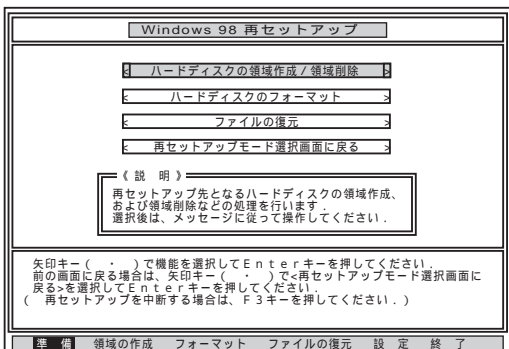 Windows 98 再セットアップ
< ハードディスクの領域作成/領域削除 >
< ハードディスクのフォーマット >
< ファイルの復元 >
< 再セットアップモード選択画面に戻る >
《説 明》
再セットアップ先となるハードディスクの領域作成、
および領域削除などの処理を行います.
選択後は、メッセージに従って操作してください.
矢印キー( ・ )で機能を選択してEnterキーを押してください.
前の画面に戻る場合は、矢印キー( ・ )で<再セットアップモード選択画面に
戻る>を選択してEnterキーを押してください.
( 再セットアップを中断する場合は、F3キーを押してください.)
準 備 領域の作成 フォーマット ファイルの復元 設 定 終 了